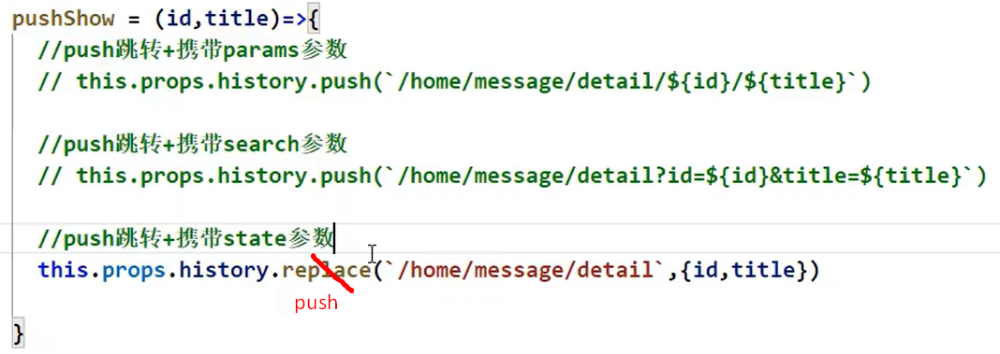 pushShow = (id,title)=>{
//push跳转+携带params参数
// this.props.history.push(`/home/message/detail/${id}/${title}`)
//push跳转+携带search参数
// this.props.history.push(`/home/message/detail?id=${id}&title=${title}`)
//push跳转+携带state参数
this.props.history.replace(`/home/message/detail`,{id,title})
push
}